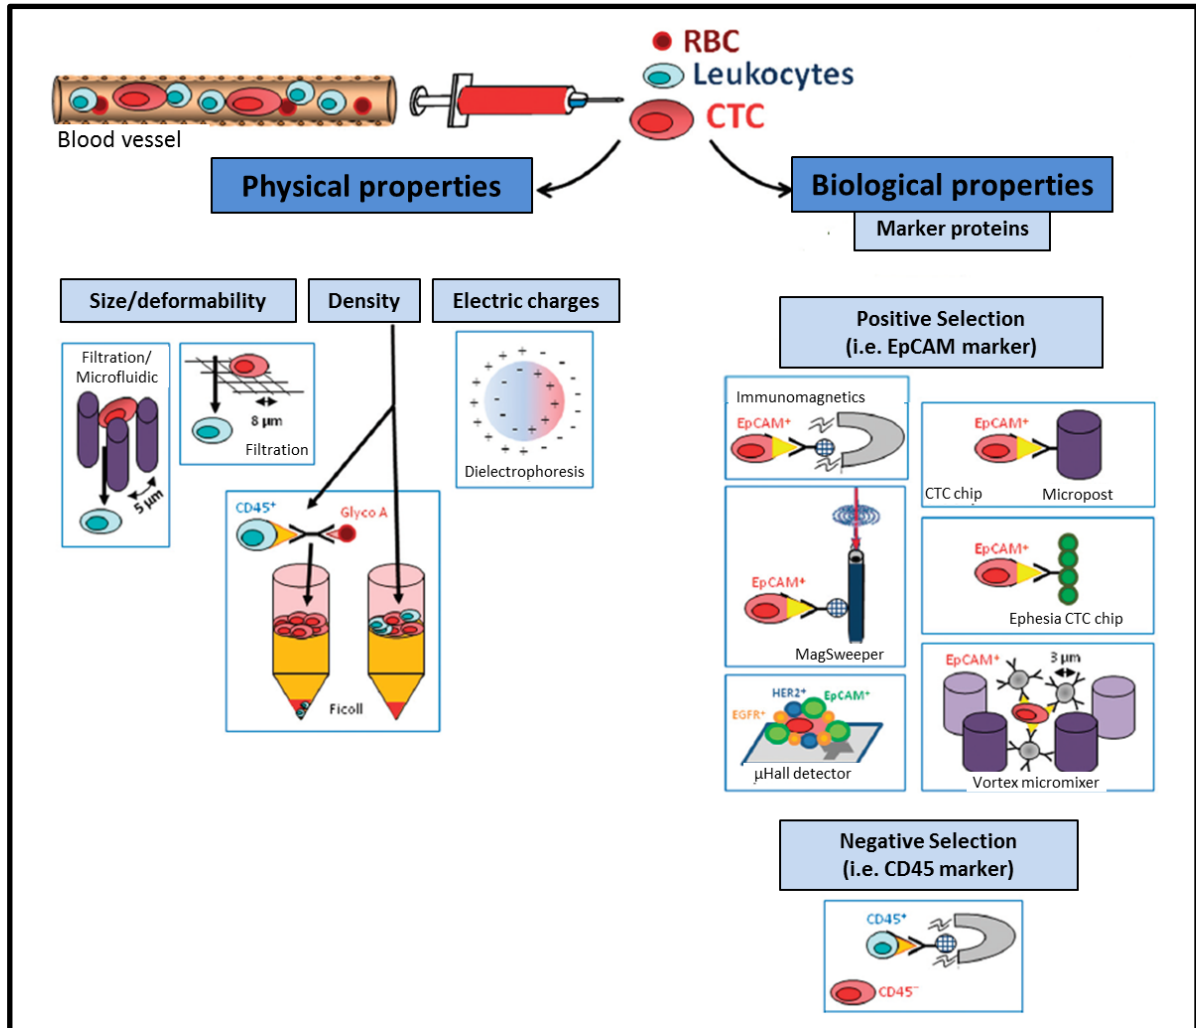 RBC
Leukocytes
CTC
Blood vessel
Physical properties
Biological properties
Marker proteins
Size/deformability
Density
Electric charges
Filtration/
Microfluidic
5 µm
8 µm
Filtration
Dielectrophoresis
CD45⁺
Glyco A
Ficoll
Positive Selection
(i.e. EpCAM marker)
Immunomagnetics
EpCAM⁺
EpCAM⁺
CTC chip
Micropost
EpCAM⁺
MagSweeper
EpCAM⁺
Ephesia CTC chip
HER2⁺
EpCAM⁺
EGFR⁺
µHall detector
EpCAM⁺
3 µm
Vortex micromixer
Negative Selection
(i.e. CD45 marker)
CD45⁺
CD45⁻